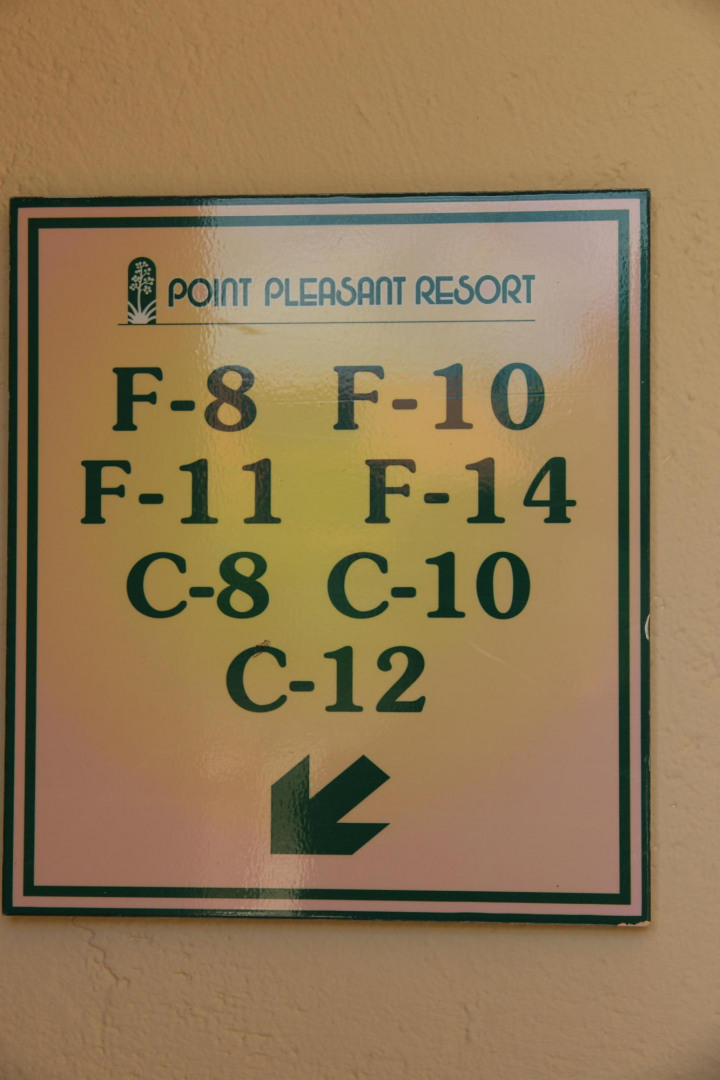 POINT PLEASANT RESORT
F-8 F-10
F-11 F-14
C-8 C-10
C-12